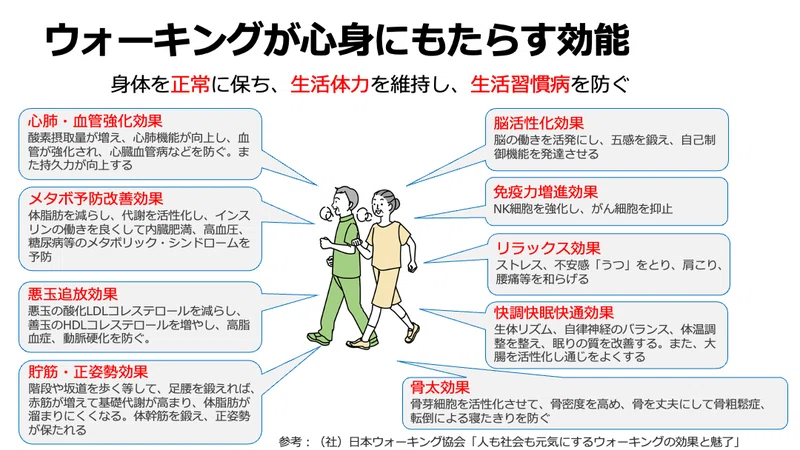 ウォーキングが心身にもたらす効能
身体を正常に保ち、生活体力を維持し、生活習慣病を防ぐ
心肺・血管強化効果
酸素摂取量が増え、心肺機能が向上し、血
管が強化され、心臓血管病などを防ぐ。ま
た持久力が向上する
メタボ予防改善効果
体脂肪を減らし、代謝を活性化し、インス
リンの働きを良くして内臓肥満、高血圧、
糖尿病等のメタボリック・シンドロームを
予防
悪玉追放効果
悪玉の酸化LDLコレステロールを減らし、
善玉のHDLコレステロールを増やし、高脂
血症、動脈硬化を防ぐ。
貯筋・正姿勢効果
階段や坂道を歩く等して、足腰を鍛えれば、
赤筋が増えて基礎代謝が高まり、体脂肪が
溜まりにくくなる。体幹筋を鍛え、正姿勢
が保たれる
脳活性化効果
脳の働きを活発にし、五感を鍛え、自己制
御機能を発達させる
免疫力増進効果
NK細胞を強化し、がん細胞を抑止
リラックス効果
ストレス、不安感「うつ」をとり、肩こり、
腰痛等を和らげる
快調快眠快通効果
生体リズム、自律神経のバランス、体温調
整を整え、眠りの質を改善する。また、大
腸を活性化し通じをよくする
骨太効果
骨芽細胞を活性化させて、骨密度を高め、骨を丈夫にして骨粗鬆症、
転倒による寝たきりを防ぐ
参考：（社）日本ウォーキング協会「人も社会も元気にするウォーキングの効果と魅了」